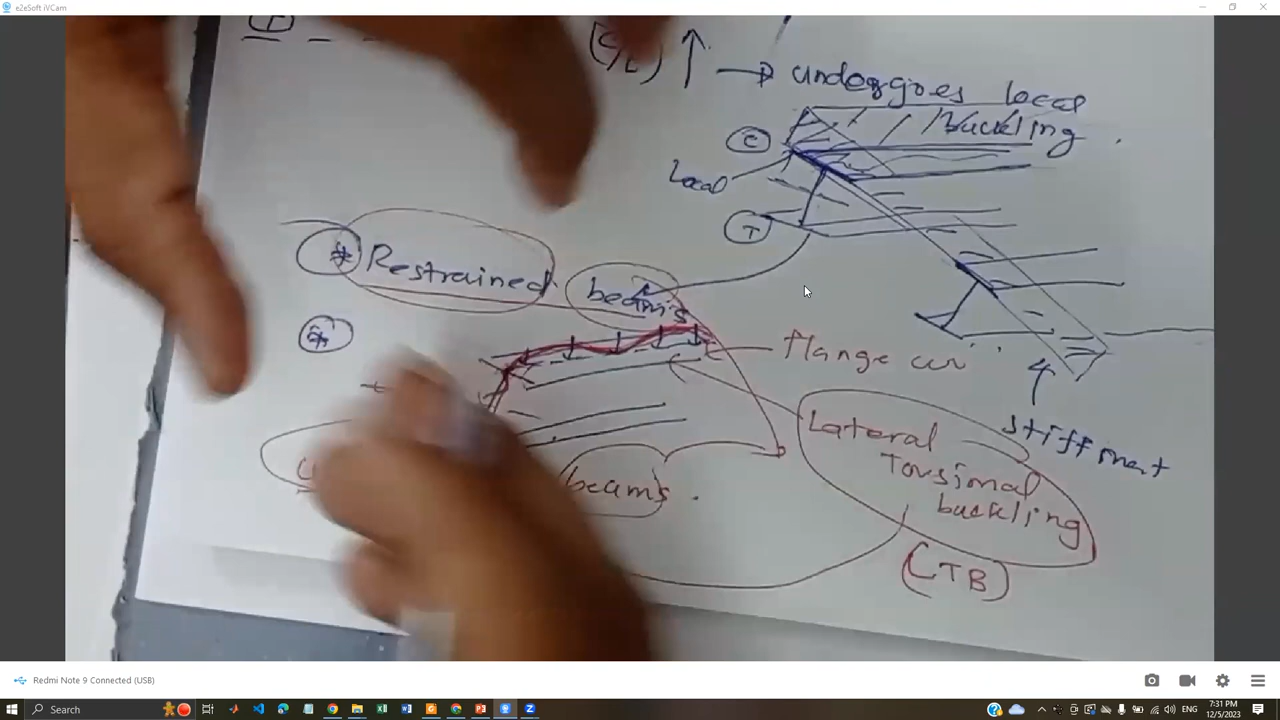 e2eSoft iVCam
(C/L) ↑ → undergoes local
buckling.
C
Local
T
* Restrained beams
*
flange cur
Lateral
Torsional
buckling
(LTB)
stiffment
beams.
Redmi Note 9 Connected (USB)
Search
ENG
7:31 PM
12/5/2023